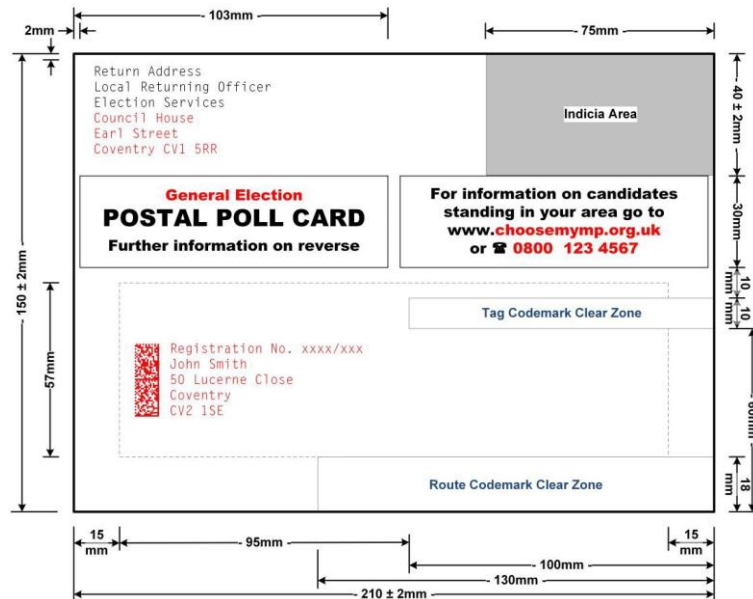 - 103mm -
2mm
- 75mm -
Return Address
Local Returning Officer
Election Services
Council House
Earl Street
Coventry CV1 5RR
Indicia Area
- 40 ± 2mm -
General Election
POSTAL POLL CARD
Further information on reverse
For information on candidates
standing in your area go to
www.choosemymp.org.uk
or ☎ 0800 123 4567
-30mm-
- 150 ± 2mm -
10
mm
10
mm
Tag Codemark Clear Zone
-57mm-
Registration No. xxxx/xxx
John Smith
50 Lucerne Close
Coventry
CV2 1SE
Route Codemark Clear Zone
18
mm
15
mm
-95mm-
15
mm
- 100mm -
- 130mm -
- 210 ± 2mm -